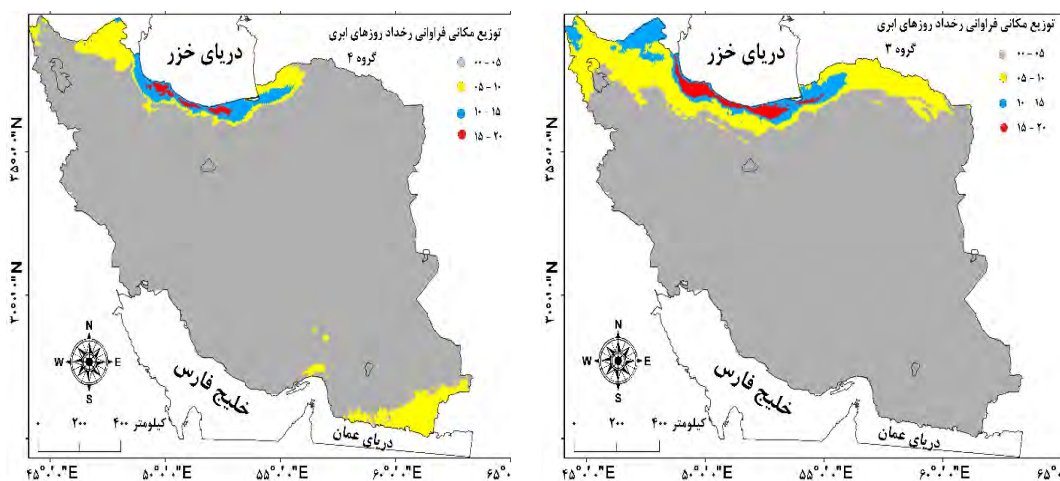 توزیع مکانی فراوانی رخداد روزهای ابری
گروه ۴
۰۰ - ۰۵
۰۵ - ۱۰
۱۰ - ۱۵
۱۵ - ۲۰
دریای خزر
۳۵°۰'۰"N
۳۰°۰'۰"N
N
W
E
S
خلیج فارس
دریای عمان
۰ ۲۰۰ ۴۰۰ کیلومتر
۴۵°۰'۰"E
۵۰°۰'۰"E
۵۵°۰'۰"E
۶۰°۰'۰"E
۶۵°
توزیع مکانی فراوانی رخداد روزهای ابری
گروه ۳
۰۰ - ۰۵
۰۵ - ۱۰
۱۰ - ۱۵
۱۵ - ۲۰
دریای خزر
۳۵°۰'۰"N
۳۰°۰'۰"N
N
W
E
S
خلیج فارس
دریای عمان
۰ ۲۰۰ ۴۰۰ کیلومتر
۴۵°۰'۰"E
۵۰°۰'۰"E
۵۵°۰'۰"E
۶۰°۰'۰"E
۶۵°۰